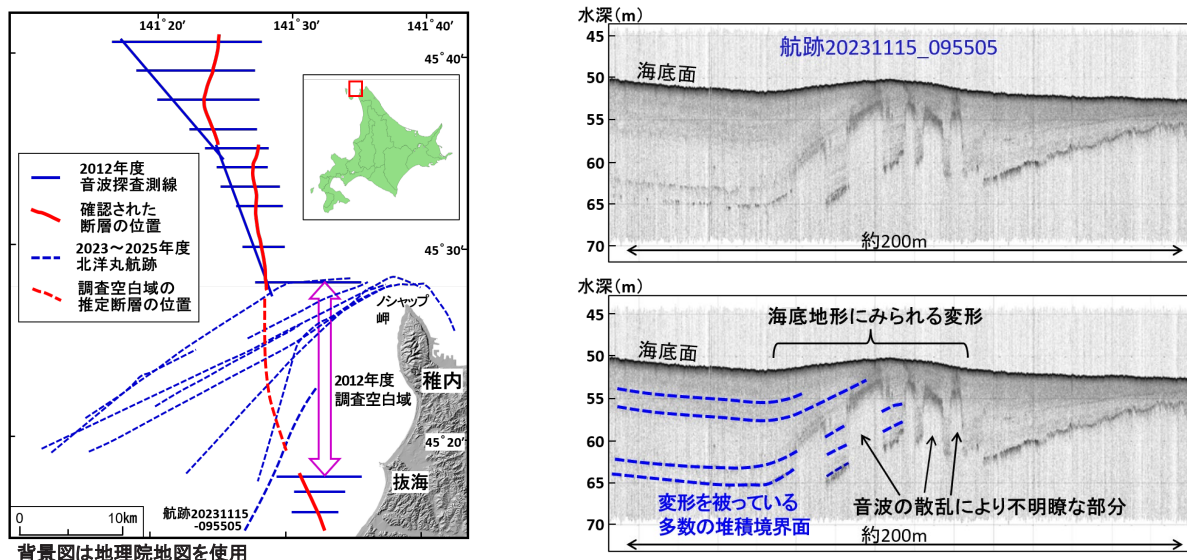 141°20'
141°30'
141°40'
45°40'
2012年度
音波探査測線
確認された
断層の位置
2023～2025年度
北洋丸航跡
調査空白域の
推定断層の位置
45°30'
ノシャップ
岬
稚内
2012年度
調査空白域
45°20'
抜海
航跡20231115
-095505
0
10km
背景図は地理院地図を使用
水深(m)
45
航跡20231115_095505
海底面
50
55
60
65
70
約200m
水深(m)
45
海底地形にみられる変形
海底面
50
55
60
65
変形を被っている
多数の堆積境界面
音波の散乱により不明瞭な部分
70
約200m